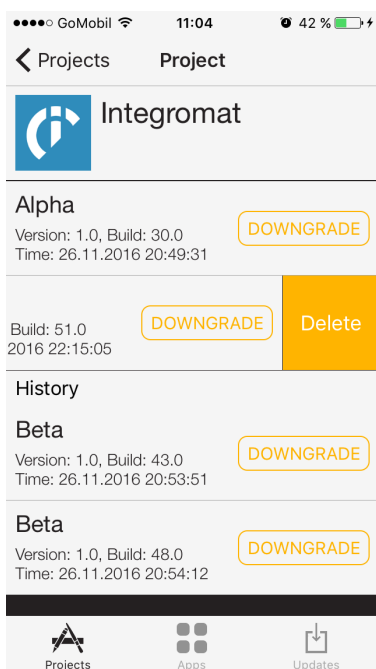 GoMobil 11:04 42 %
Projects Project
Integromat
Alpha
Version: 1.0, Build: 30.0
Time: 26.11.2016 20:49:31
DOWNGRADE
Build: 51.0
2016 22:15:05
DOWNGRADE
Delete
History
Beta
Version: 1.0, Build: 43.0
Time: 26.11.2016 20:53:51
DOWNGRADE
Beta
Version: 1.0, Build: 48.0
Time: 26.11.2016 20:54:12
DOWNGRADE
Projects Apps Updates